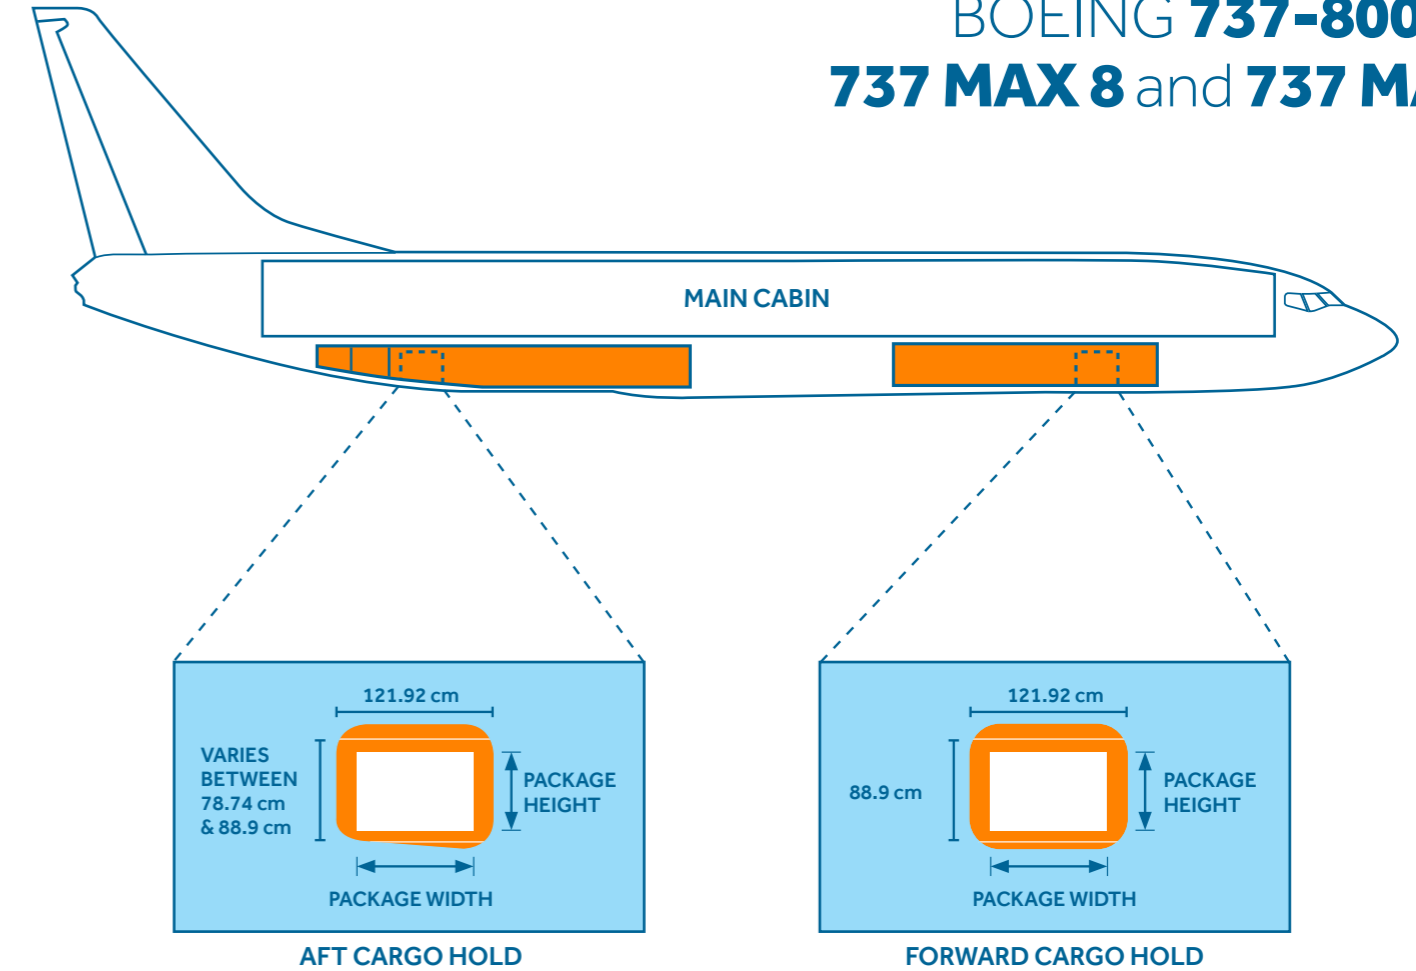 BOEING 737-800
737 MAX 8 and 737
MAIN CABIN
121.92 cm
VARIES
BETWEEN
78.74 cm
& 88.9 cm
PACKAGE
HEIGHT
PACKAGE WIDTH
AFT CARGO HOLD
121.92 cm
88.9 cm
PACKAGE
HEIGHT
PACKAGE WIDTH
FORWARD CARGO HOLD